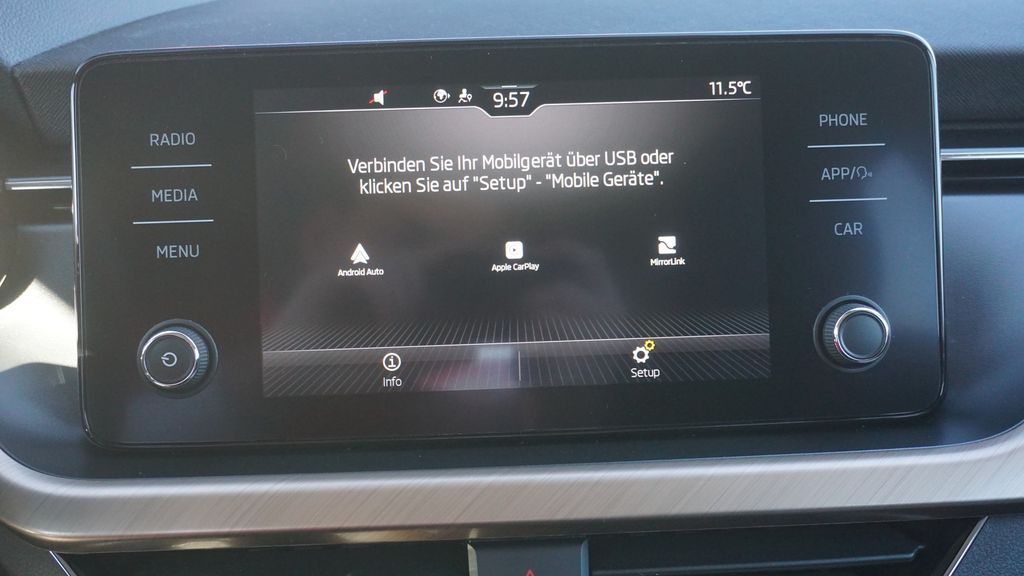 9:57
11.5°C
RADIO
MEDIA
MENU
Verbinden Sie Ihr Mobilgerät über USB oder
klicken Sie auf "Setup" - "Mobile Geräte".
Android Auto
Apple CarPlay
MirrorLink
Info
Setup
PHONE
APP/
CAR